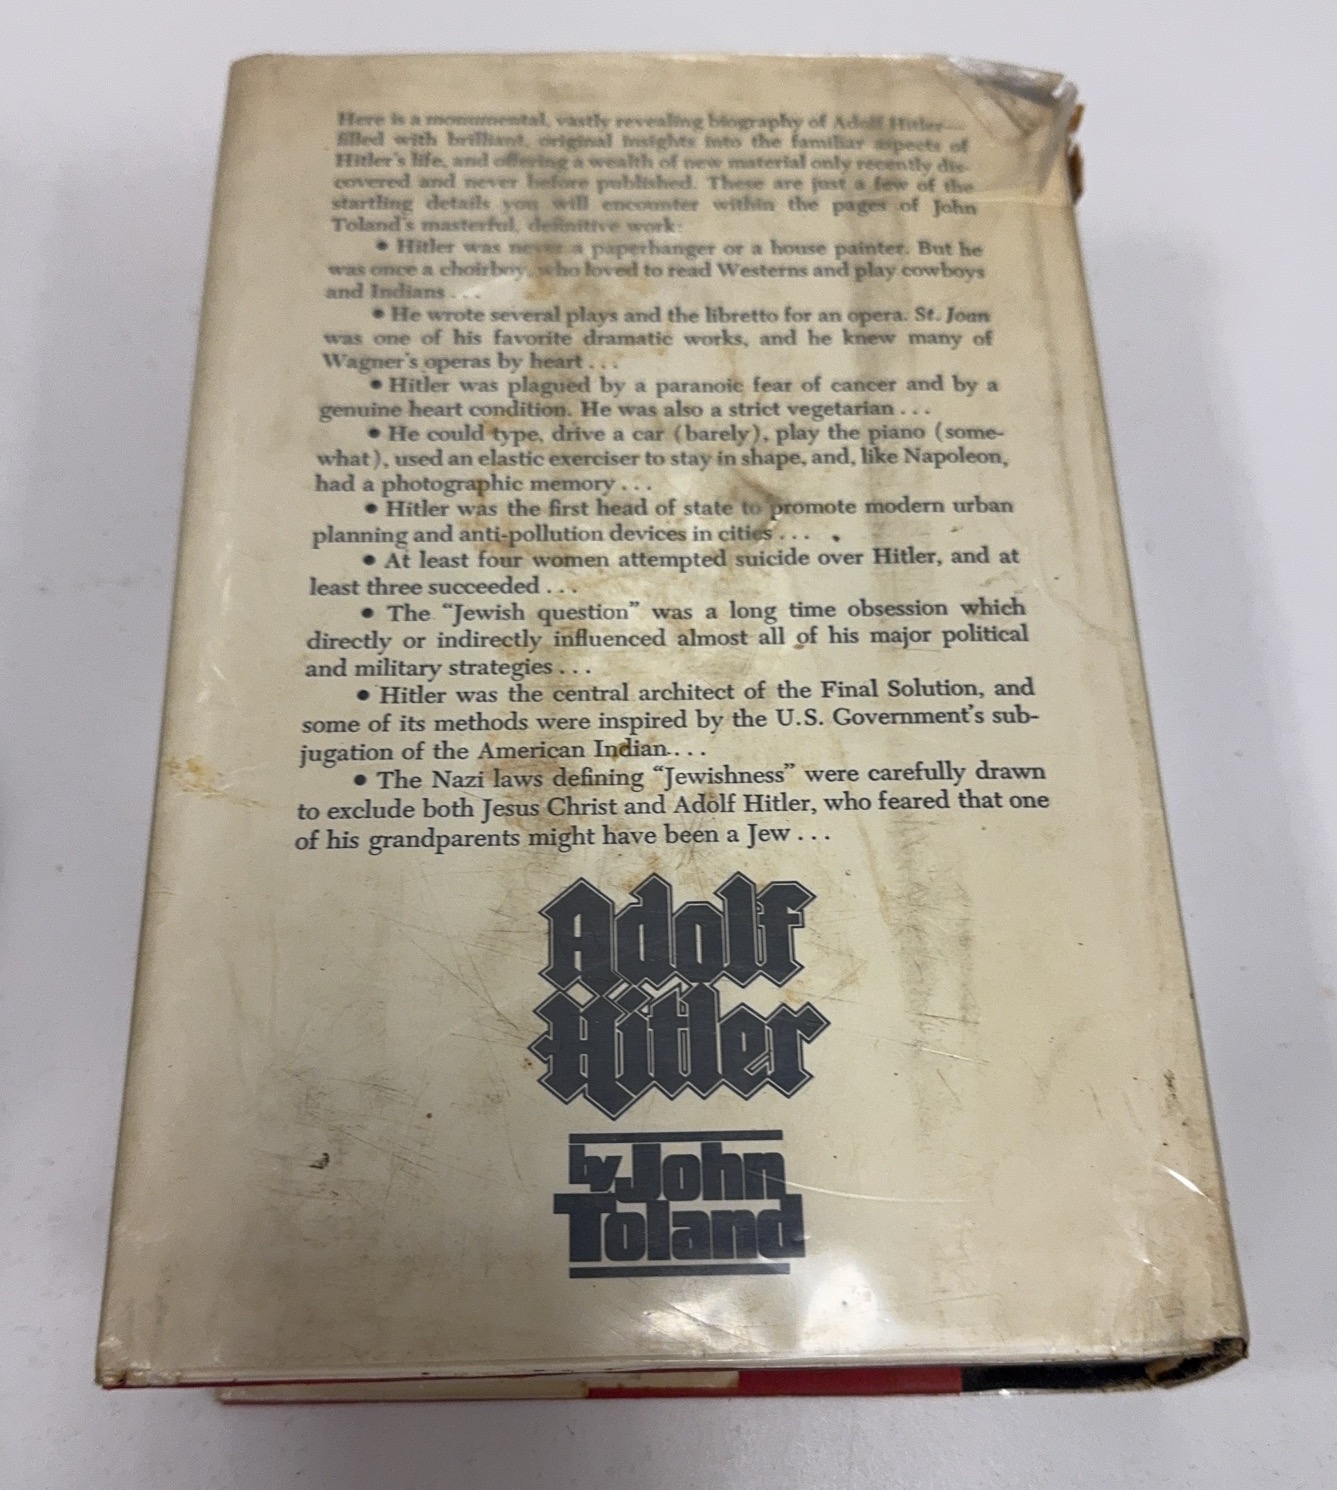 Here is a monumental, vastly revealing biography of Adolf Hitler—
filled with brilliant, original insights into the familiar aspects of
Hitler's life, and offering a wealth of new material only recently dis-
covered and never before published. These are just a few of the
startling details you will encounter within the pages of John
Toland's masterful, definitive work:
• Hitler was never a paperhanger or a house painter. But he
was once a choirboy, who loved to read Westerns and play cowboys
and Indians . . .
• He wrote several plays and the libretto for an opera. St. Joan
was one of his favorite dramatic works, and he knew many of
Wagner's operas by heart . . .
• Hitler was plagued by a paranoic fear of cancer and by a
genuine heart condition. He was also a strict vegetarian . . .
• He could type, drive a car (barely), play the piano (some-
what), used an elastic exerciser to stay in shape, and, like Napoleon,
had a photographic memory . . .
• Hitler was the first head of state to promote modern urban
planning and anti-pollution devices in cities . . .
• At least four women attempted suicide over Hitler, and at
least three succeeded . . .
• The “Jewish question” was a long time obsession which
directly or indirectly influenced almost all of his major political
and military strategies . . .
• Hitler was the central architect of the Final Solution, and
some of its methods were inspired by the U.S. Government's sub-
jugation of the American Indian. . . .
• The Nazi laws defining “Jewishness” were carefully drawn
to exclude both Jesus Christ and Adolf Hitler, who feared that one
of his grandparents might have been a Jew . . .
Adolf
Hitler
by John
Toland